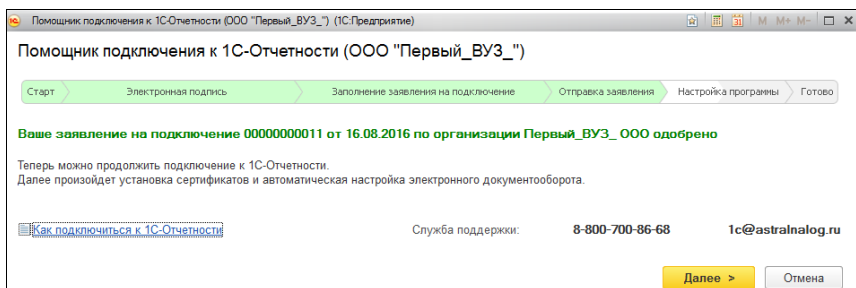 Помощник подключения к 1С-Отчетности (ООО "Первый_ВУЗ_") (1С:Предприятие)
M M+ M-
Помощник подключения к 1С-Отчетности (ООО "Первый_ВУЗ_")
Старт Электронная подпись Заполнение заявления на подключение Отправка заявления Настройка программы Готово
Ваше заявление на подключение 00000000011 от 16.08.2016 по организации Первый_ВУЗ_ ООО одобрено
Теперь можно продолжить подключение к 1С-Отчетности.
Далее произойдет установка сертификатов и автоматическая настройка электронного документооборота.
Как подключиться к 1С-Отчетности Служба поддержки: 8-800-700-86-68 1c@astralnalog.ru
Далее > Отмена